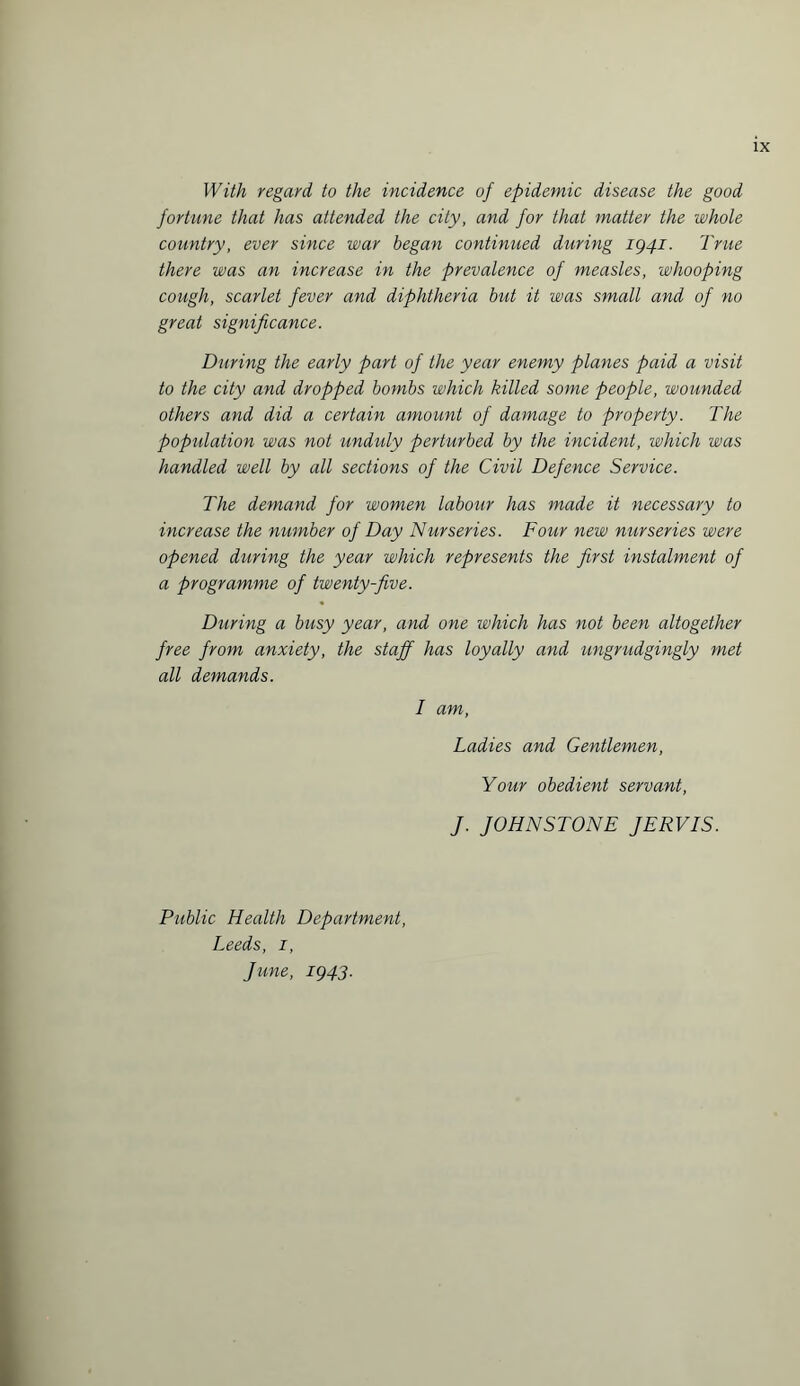 ix
With regard to the incidence of epidemic disease the good
fortune that has attended the city, and for that matter the whole
country, ever since war began continued during 1941. True
there was an increase in the prevalence of measles, whooping
cough, scarlet fever and diphtheria but it was small and of no
great significance.
During the early part of the year enemy planes paid a visit
to the city and dropped bombs which killed some people, wounded
others and did a certain amount of damage to property. The
population was not unduly perturbed by the incident, which was
handled well by all sections of the Civil Defence Service.
The demand for women labour has made it necessary to
increase the number of Day Nurseries. Four new nurseries were
opened during the year which represents the first instalment of
a programme of twenty-five.
During a busy year, and one which has not been altogether
free from anxiety, the staff has loyally and ungrudgingly met
all demands.
I am,
Ladies and Gentlemen,
Your obedient servant,
J. JOHNSTONE JERVIS.
Public Health Department,
Leeds, 1,
June, 1943.